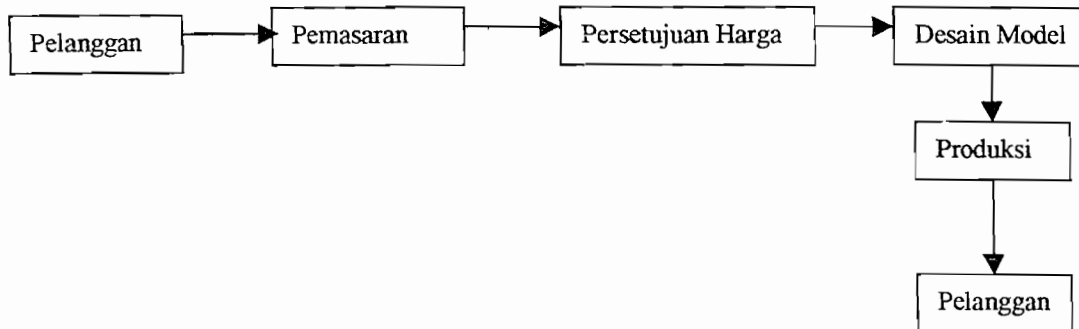 Pelanggan
Pemasaran
Persetujuan Harga
Desain Model
Produksi
Pelanggan